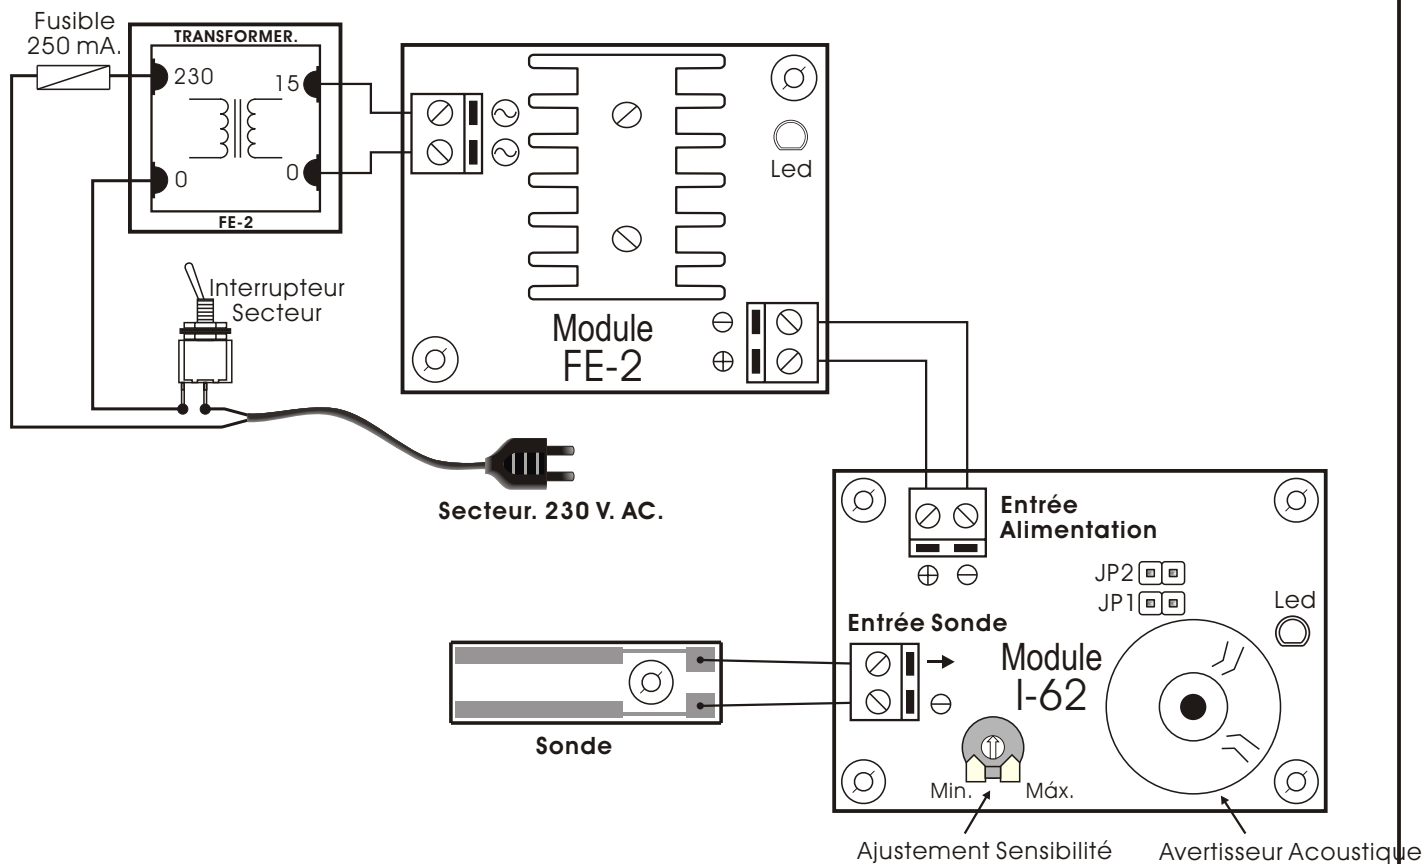 Fusible
250 mA.
TRANSFORMER.
230
15
0
0
FE-2
Led
Interrupteur
Secteur
Module
FE-2
Secteur. 230 V. AC.
Entrée
Alimentation
JP2
JP1
Led
Entrée Sonde
Module
I-62
Sonde
Min.
Máx.
Ajustement Sensibilité
Avertisseur Acoustique